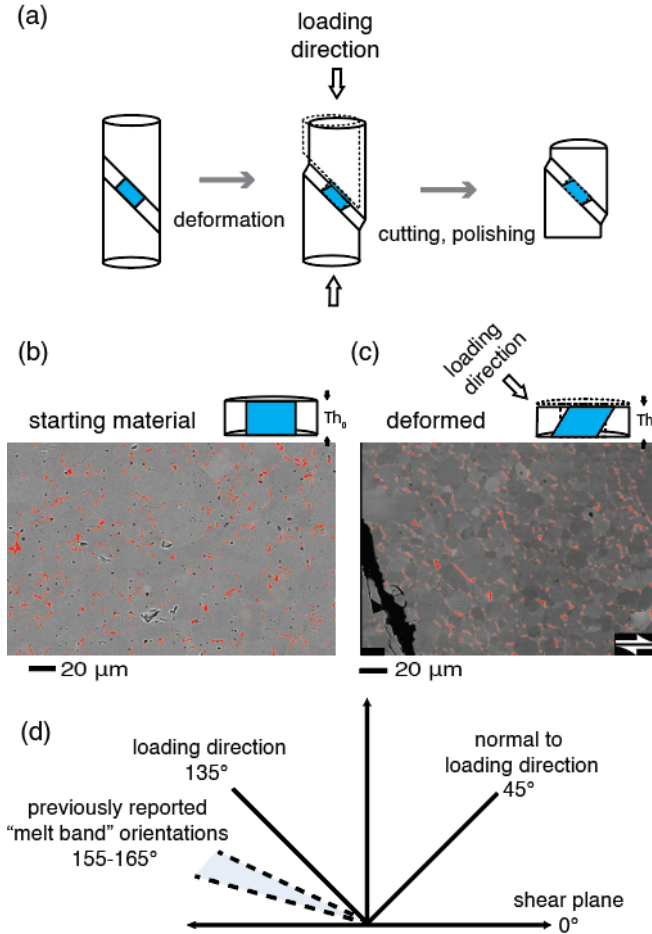 (a)
loading
direction
deformation
cutting, polishing
(b)
starting material
Th₀
(c)
loading
direction
deformed
Th
20 µm
20 µm
(d)
loading direction
135°
normal to
loading direction
45°
previously reported
“melt band” orientations
155-165°
shear plane
0°